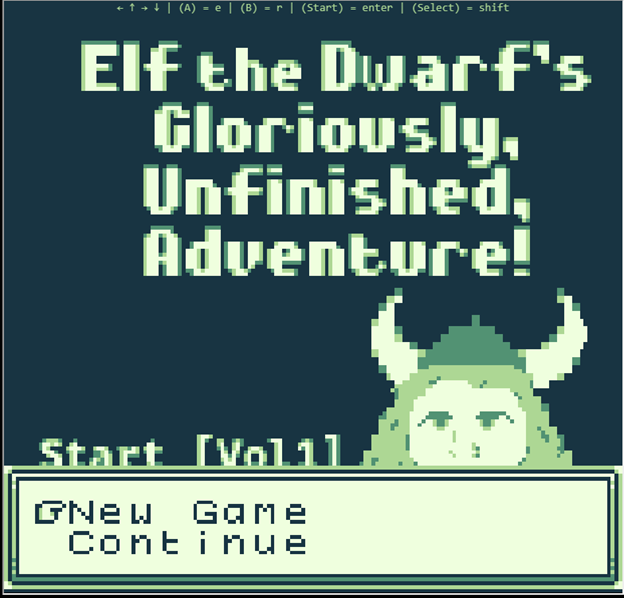 ← ↑ → ↓ | (A) = e | (B) = r | (Start) = enter | (Select) = shift
Elf the Dwarf's
Gloriously,
Unfinished,
Adventure!
Start [Vol1]
New Game
Continue